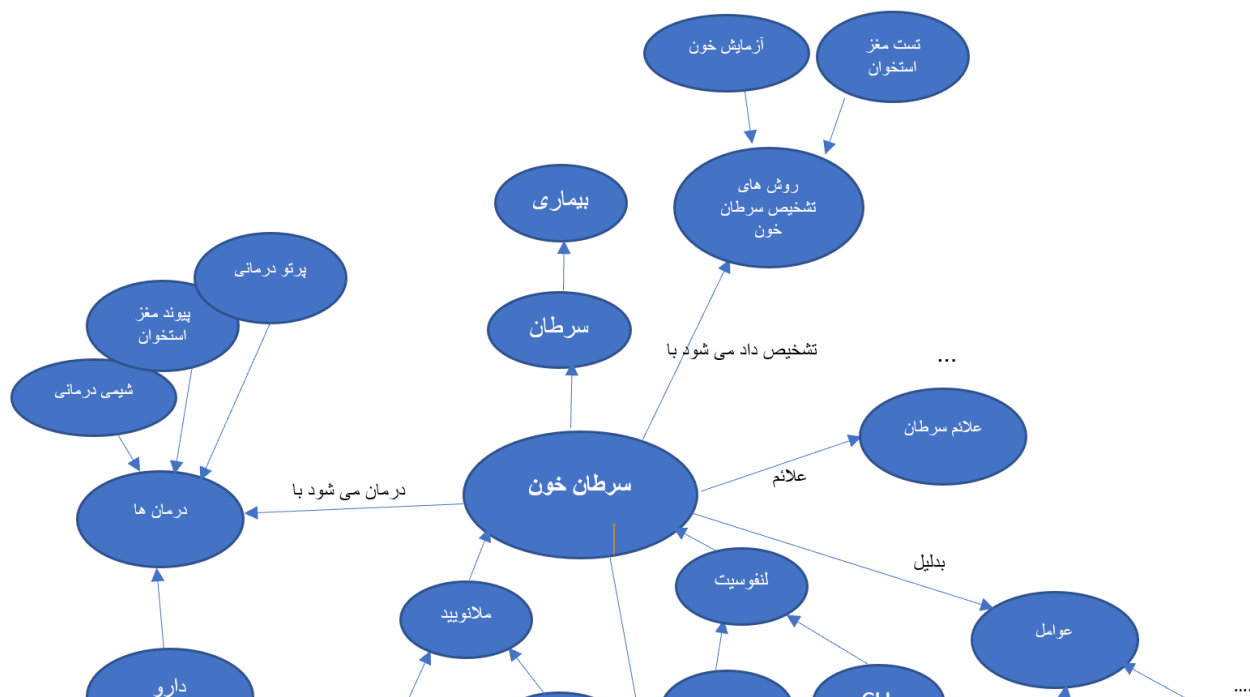 آزمایش خون
تست مغز
استخوان
روش های
تشخیص سرطان
خون
بیماری
پرتو درمانی
پیوند مغز
استخوان
سرطان
تشخیص داد می شود با
...
شیمی درمانی
علائم سرطان
علائم
سرطان خون
درمان می شود با
درمان ها
بدلیل
لنفوسیت
ملانویید
عوامل
دارو
....